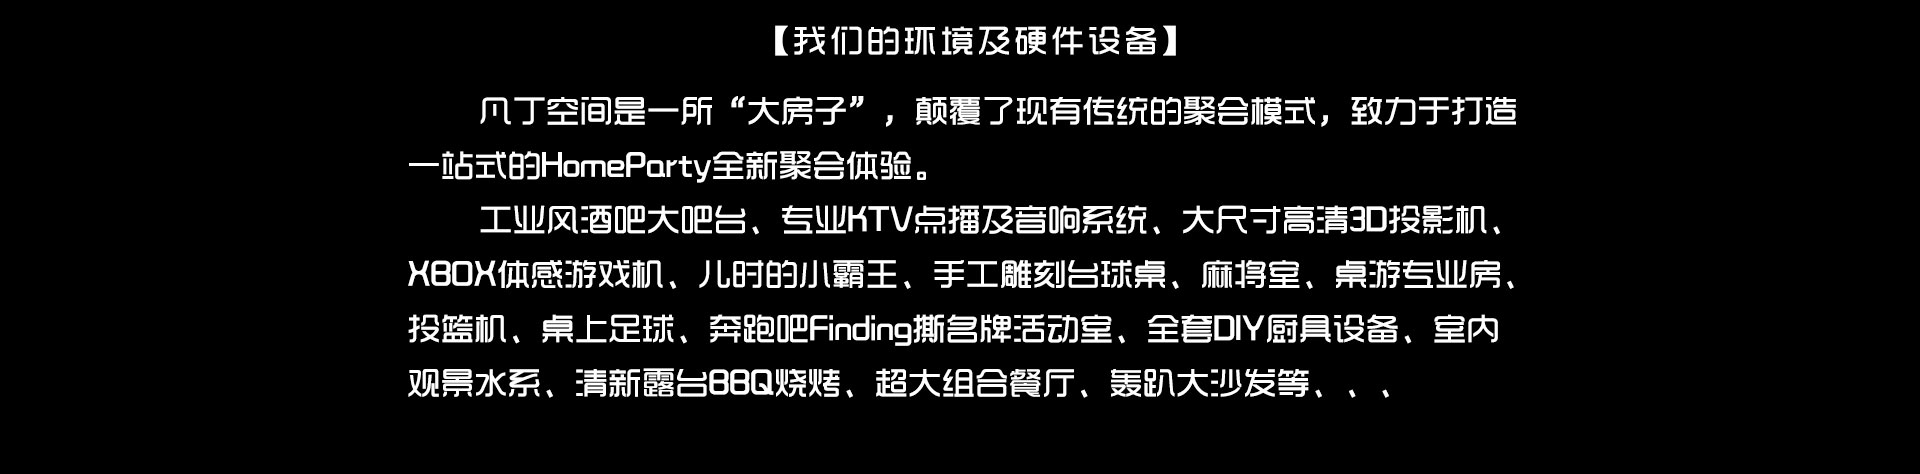 【我们的环境及硬件设备】
凡丁空间是一所“大房子”，颠覆了现有传统的聚会模式，致力于打造
一站式的HomeParty全新聚会体验。
工业风酒吧大吧台、专业KTV点播及音响系统、大尺寸高清3D投影机、
XBOX体感游戏机、儿时的小霸王、手工雕刻台球桌、麻将室、桌游专业房、
投篮机、桌上足球、奔跑吧Finding撕名牌活动室、全套DIY厨具设备、室内
观景水系、清新露台BBQ烧烤、超大组合餐厅、轰趴大沙发等、、、